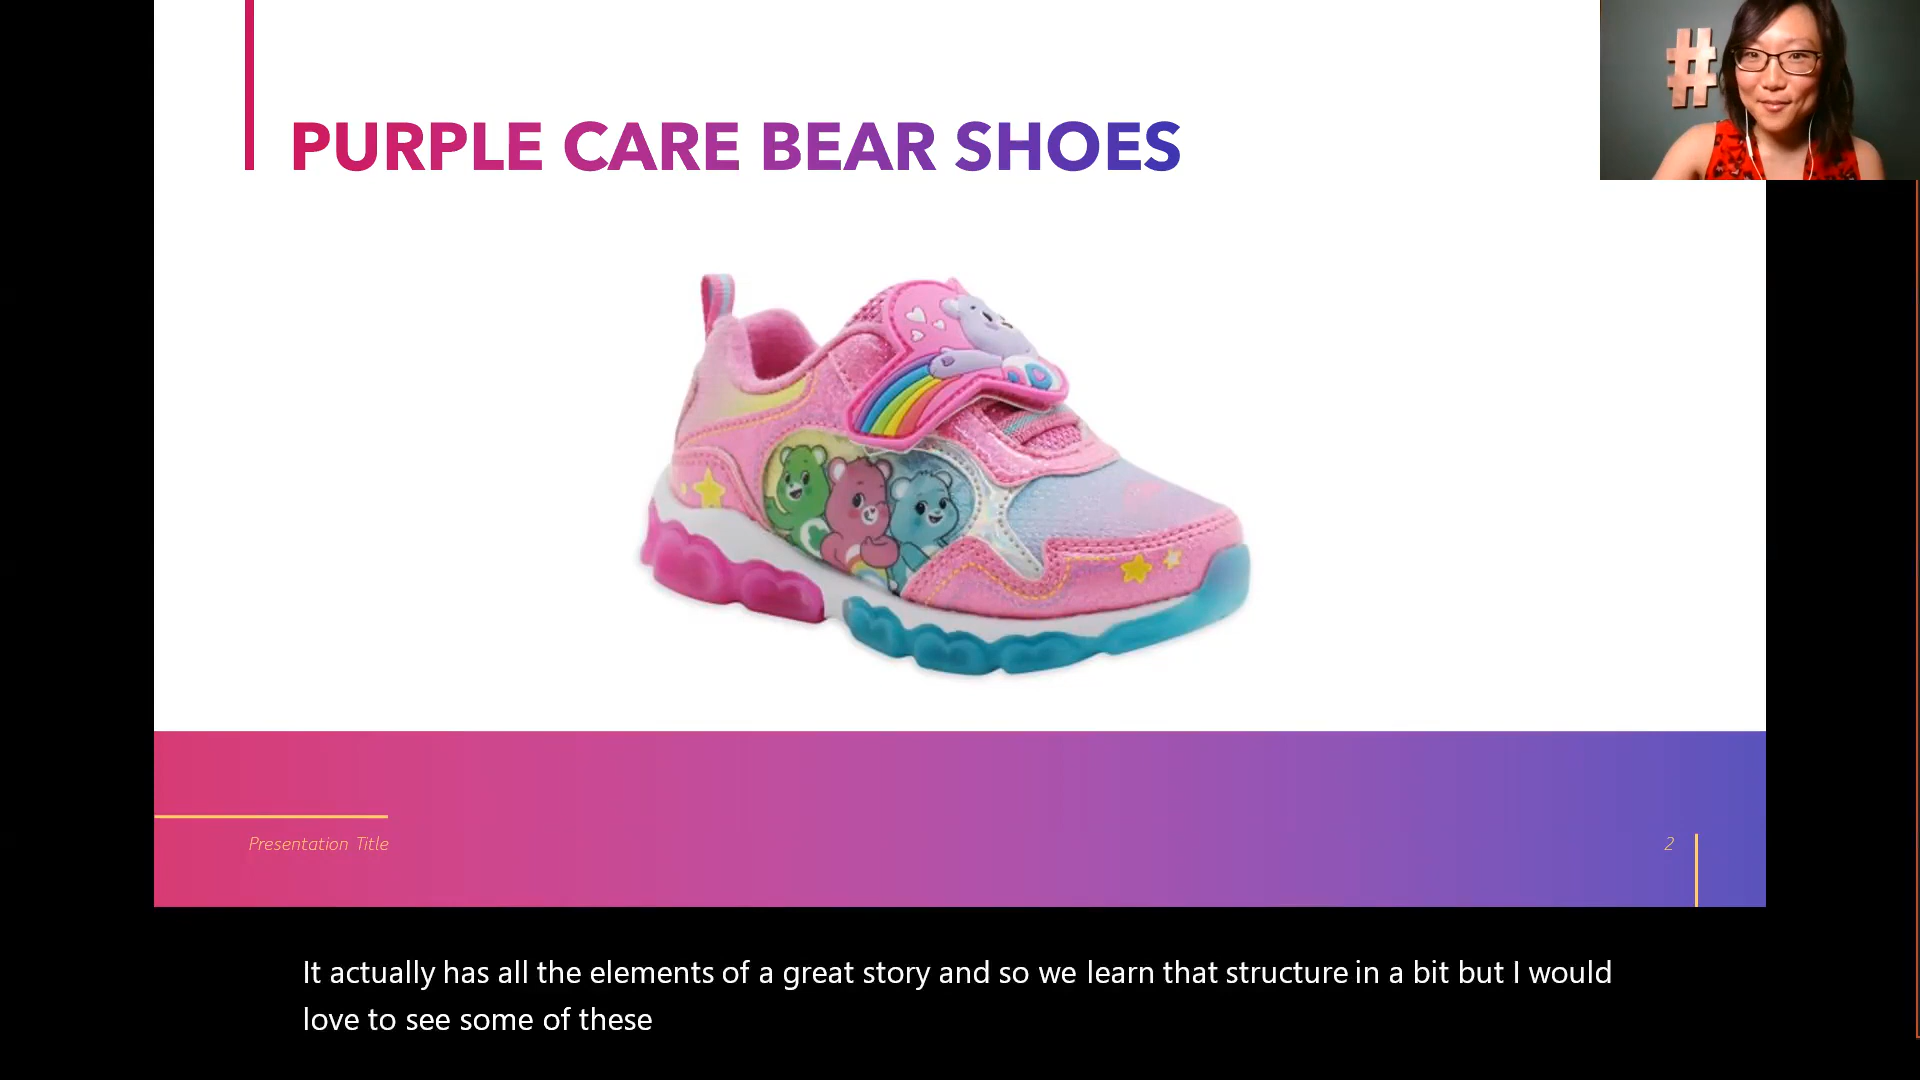 PURPLE CARE BEAR SHOES
#
Presentation Title
2
It actually has all the elements of a great story and so we learn that structure in a bit but I would
love to see some of these